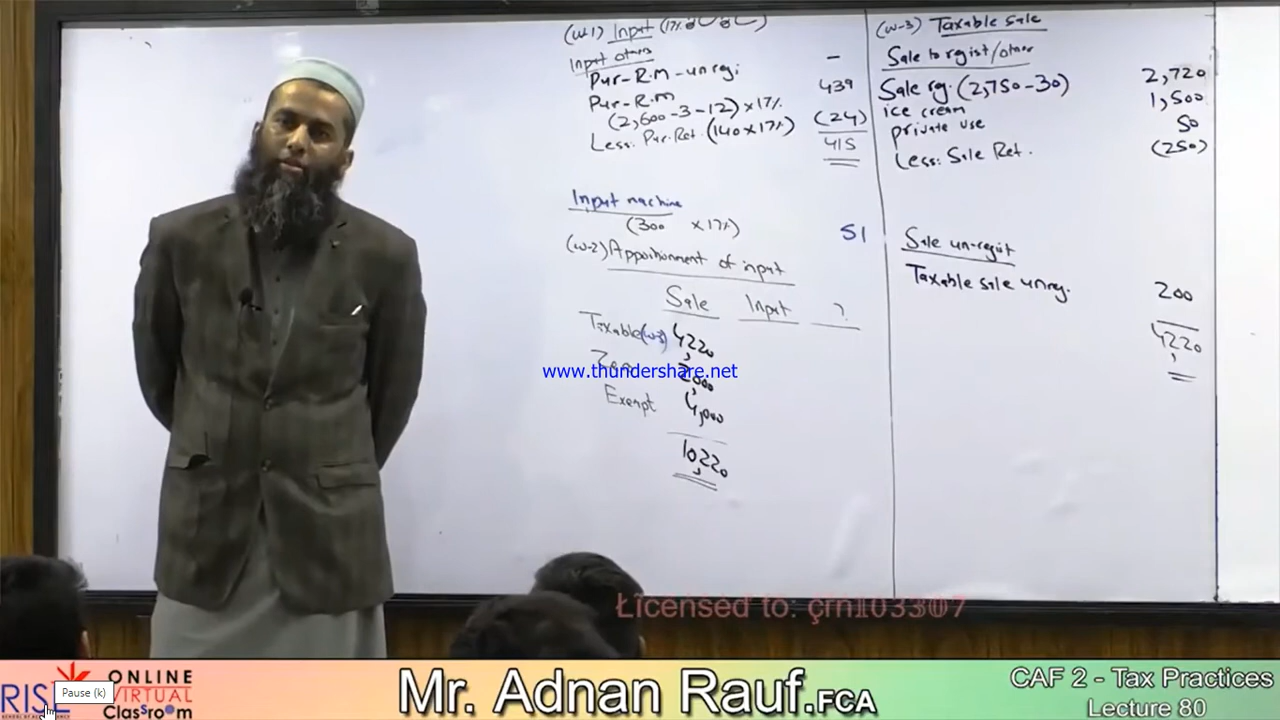 (w-1) Input (17%
Input others
Pur-R.M-unregi –
Pur-R.M 439
(2,600-3-12)×17%
Less: Pur. Ret. (140×17%) (24)
415
Input machine
(300 ×17%) 51
(w-2) Apportionment of input
Sale Input ?
Taxable(w-3) 4,220
Zero 2,000
Exempt 4,000
10,220
(w-3) Taxable sale
Sale to regist/other
Sale reg. (2,750-30) 2,720
ice cream 1,500
private use 50
Less: Sale Ret. (250)
Sale un-regist
Taxable sale unreg. 200
4,220
www.thundershare.net
Licensed to: çrn103307
RISE
Pause (k)
ONLINE
VIRTUAL
Classroom
Mr. Adnan Rauf.FCA
CAF 2 - Tax Practices
Lecture 80